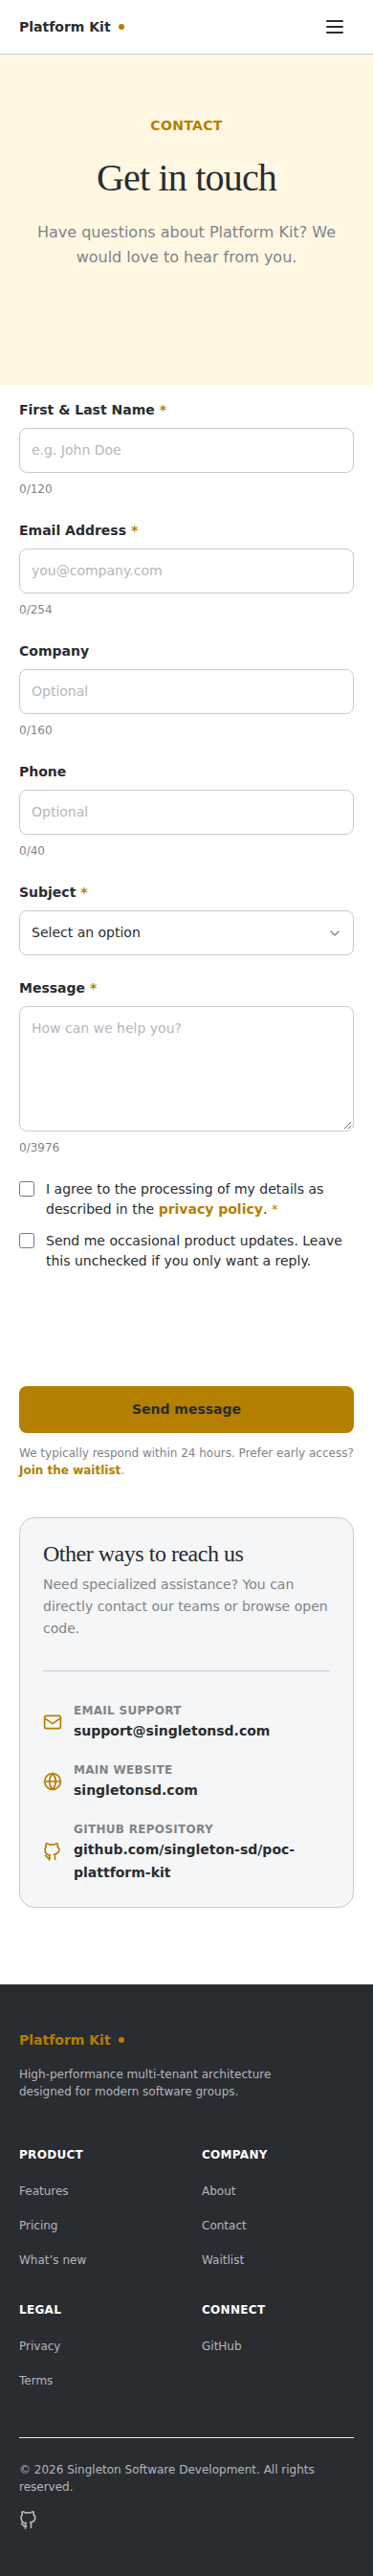 Platform Kit
CONTACT
Get in touch
Have questions about Platform Kit? We
would love to hear from you.
First & Last Name *
e.g. John Doe
0/120
Email Address *
you@company.com
0/254
Company
Optional
0/160
Phone
Optional
0/40
Subject *
Select an option
Message *
How can we help you?
0/3976
I agree to the processing of my details as
described in the privacy policy. *
Send me occasional product updates. Leave
this unchecked if you only want a reply.
Send message
We typically respond within 24 hours. Prefer early access?
Join the waitlist.
Other ways to reach us
Need specialized assistance? You can
directly contact our teams or browse open
code.
EMAIL SUPPORT
support@singletonsd.com
MAIN WEBSITE
singletonsd.com
GITHUB REPOSITORY
github.com/singleton-sd/poc-
plattform-kit
Platform Kit
High-performance multi-tenant architecture
designed for modern software groups.
PRODUCT
Features
Pricing
What's new
COMPANY
About
Contact
Waitlist
LEGAL
Privacy
Terms
CONNECT
GitHub
© 2026 Singleton Software Development. All rights
reserved.